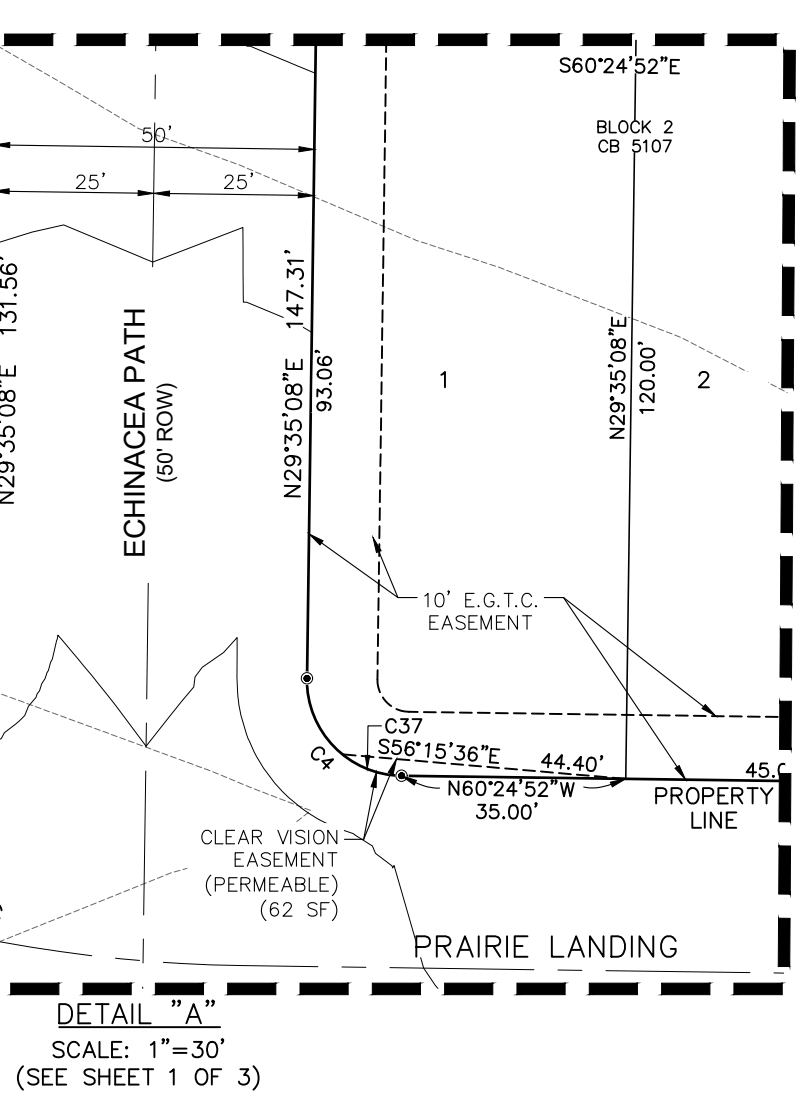 S60°24'52"E
BLOCK 2
CB 5107
50'
25'
25'
N29°35'08"E 131.56'
ECHINACEA PATH
(50' ROW)
N29°35'08"E 147.31'
93.06'
1
N29°35'08"E
120.00'
2
10' E.G.T.C.
EASEMENT
C37
S56°15'36"E
44.40'
C4
N60°24'52"W
35.00'
45.0
PROPERTY
LINE
CLEAR VISION
EASEMENT
(PERMEABLE)
(62 SF)
PRAIRIE LANDING
DETAIL "A"
SCALE: 1"=30'
(SEE SHEET 1 OF 3)